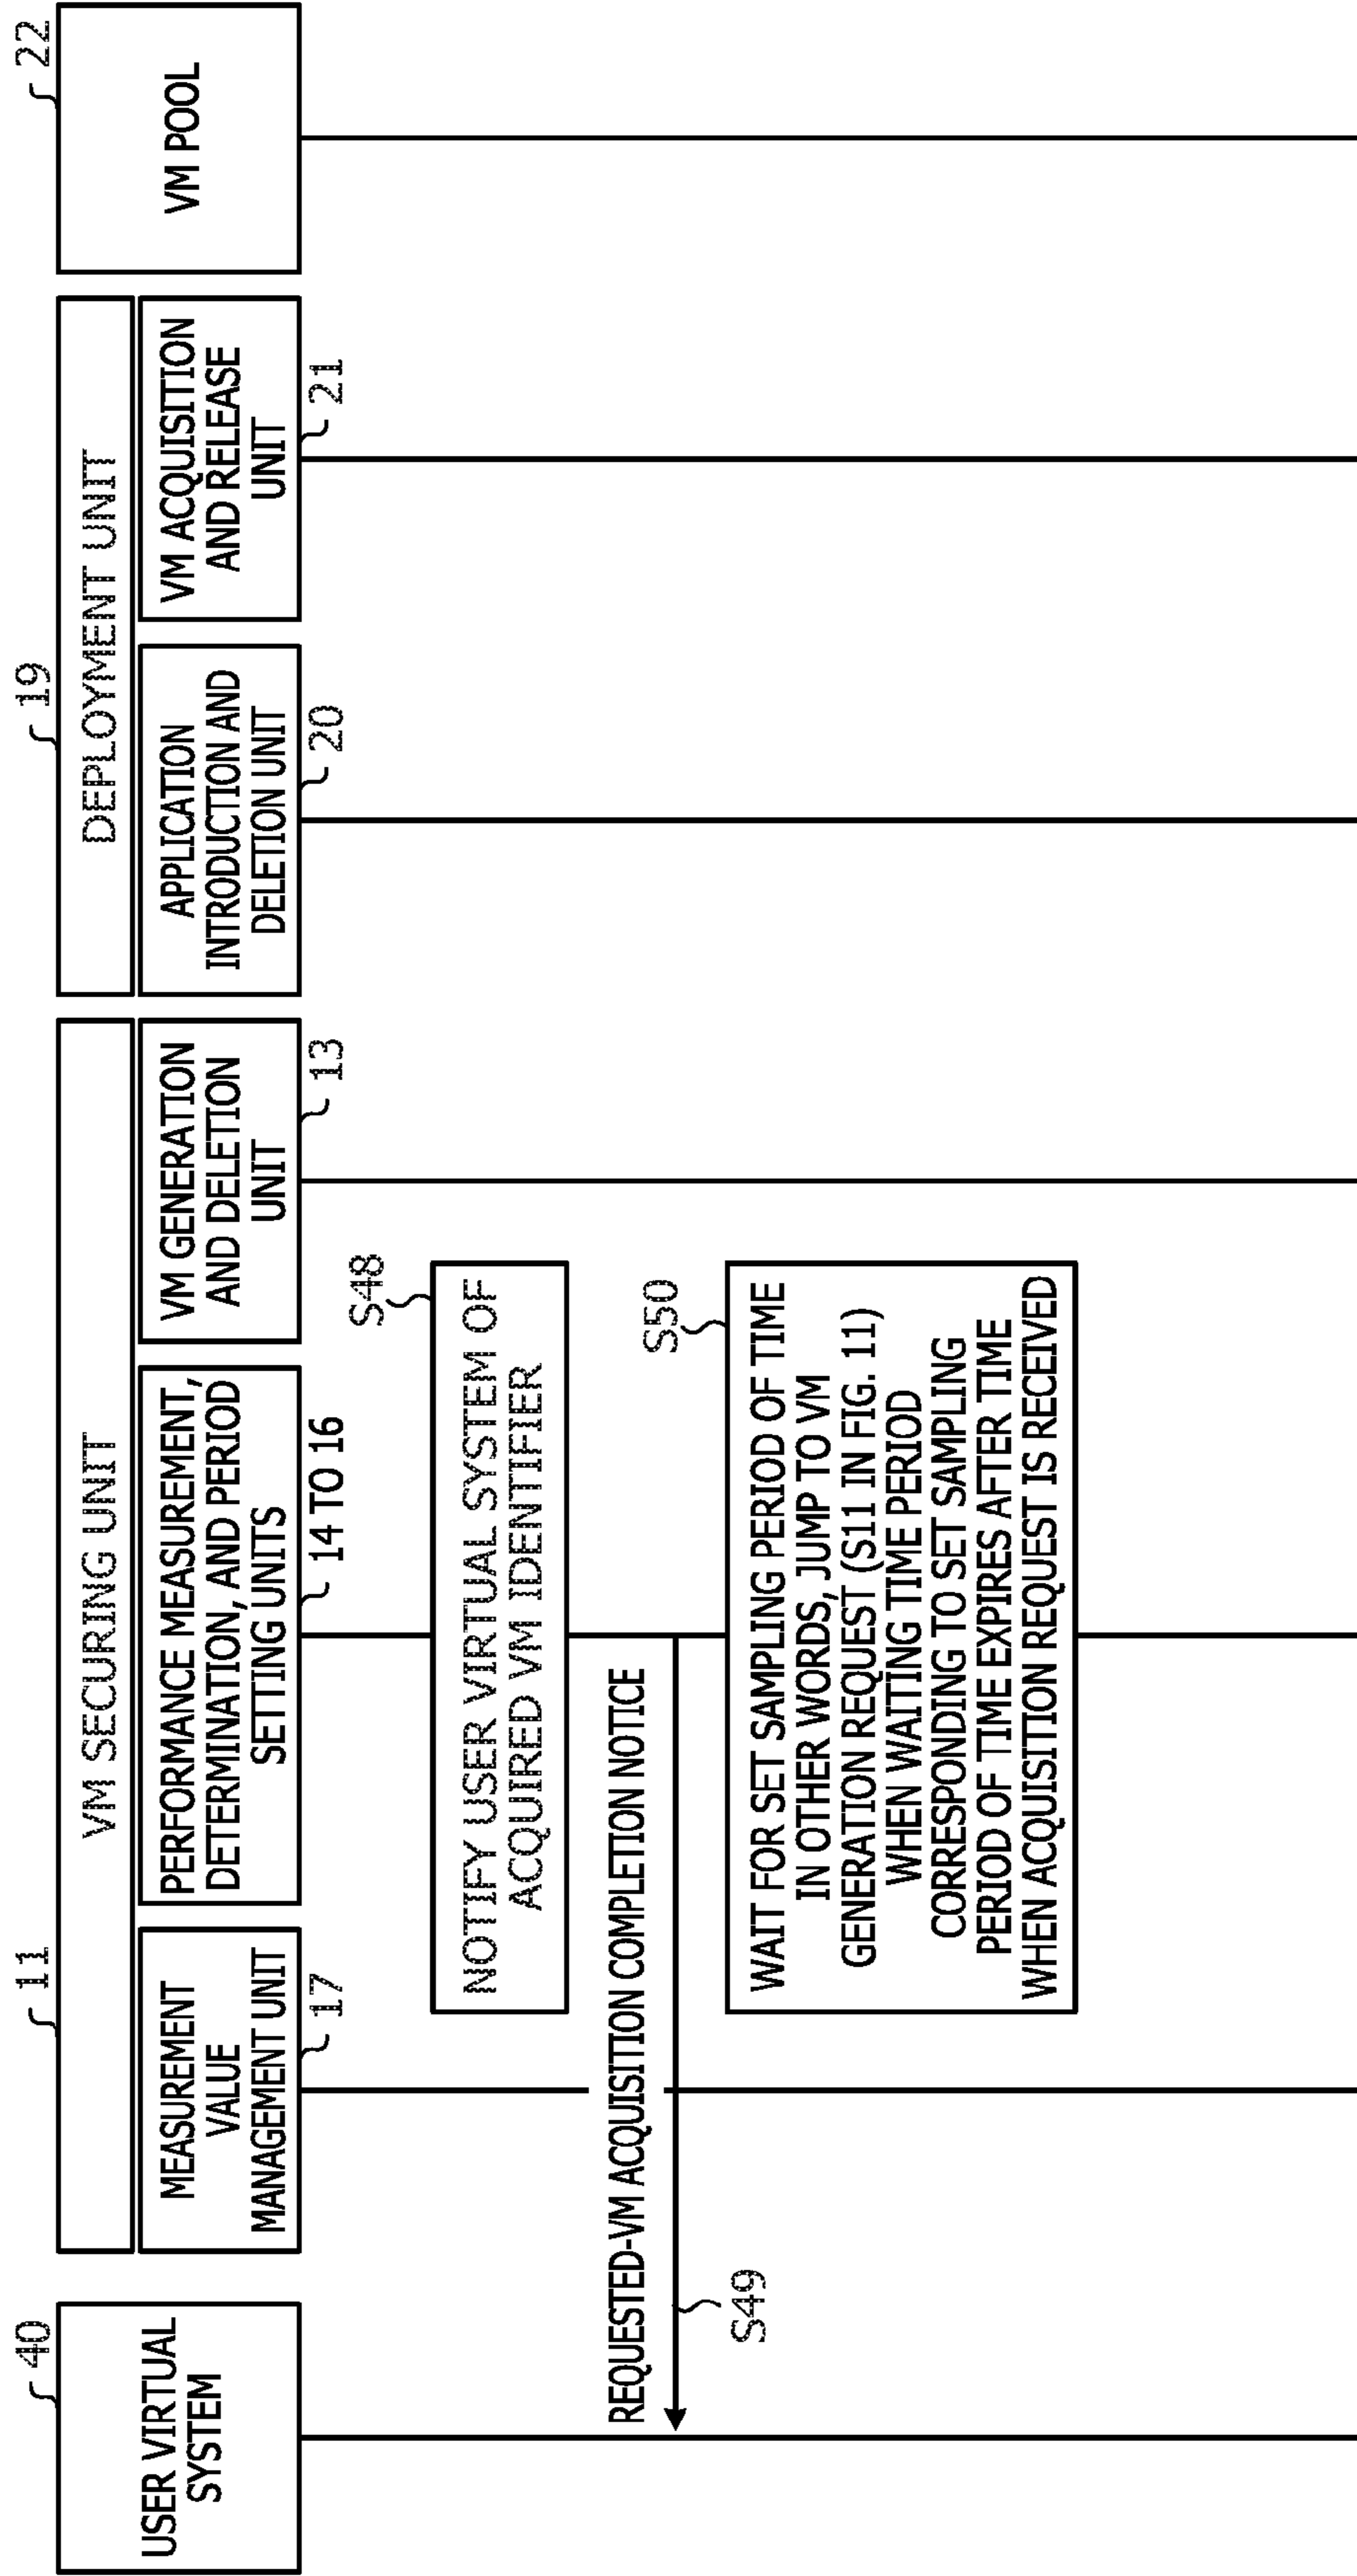 40
USER VIRTUAL
SYSTEM
11
VM SECURING UNIT
MEASUREMENT
VALUE
MANAGEMENT UNIT
17
PERFORMANCE MEASUREMENT,
DETERMINATION, AND PERIOD
SETTING UNITS
14 TO 16
VM GENERATION
AND DELETION
UNIT
13
19
DEPLOYMENT UNIT
APPLICATION
INTRODUCTION AND
DELETION UNIT
20
VM ACQUISITION
AND RELEASE
UNIT
21
22
VM POOL
S48
NOTIFY USER VIRTUAL SYSTEM OF
ACQUIRED VM IDENTIFIER
REQUESTED-VM ACQUISITION COMPLETION NOTICE
S49
S50
WAIT FOR SET SAMPLING PERIOD OF TIME
IN OTHER WORDS, JUMP TO VM
GENERATION REQUEST (S11 IN FIG. 11)
WHEN WAITING TIME PERIOD
CORRESPONDING TO SET SAMPLING
PERIOD OF TIME EXPIRES AFTER TIME
WHEN ACQUISITION REQUEST IS RECEIVED